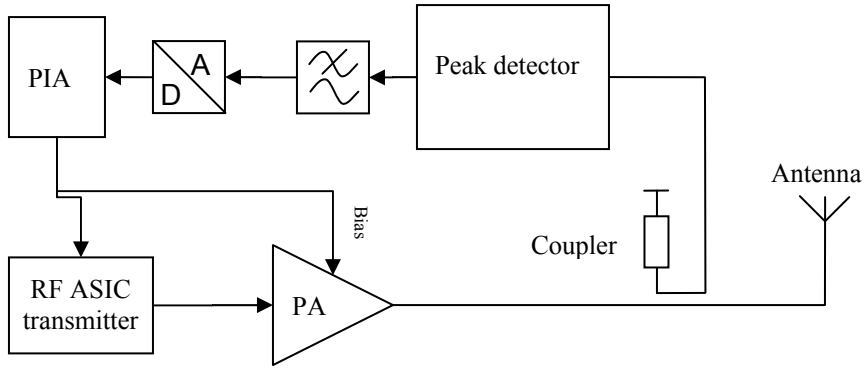 PIA
A
D
Peak detector
Antenna
Bias
Coupler
RF ASIC
transmitter
PA